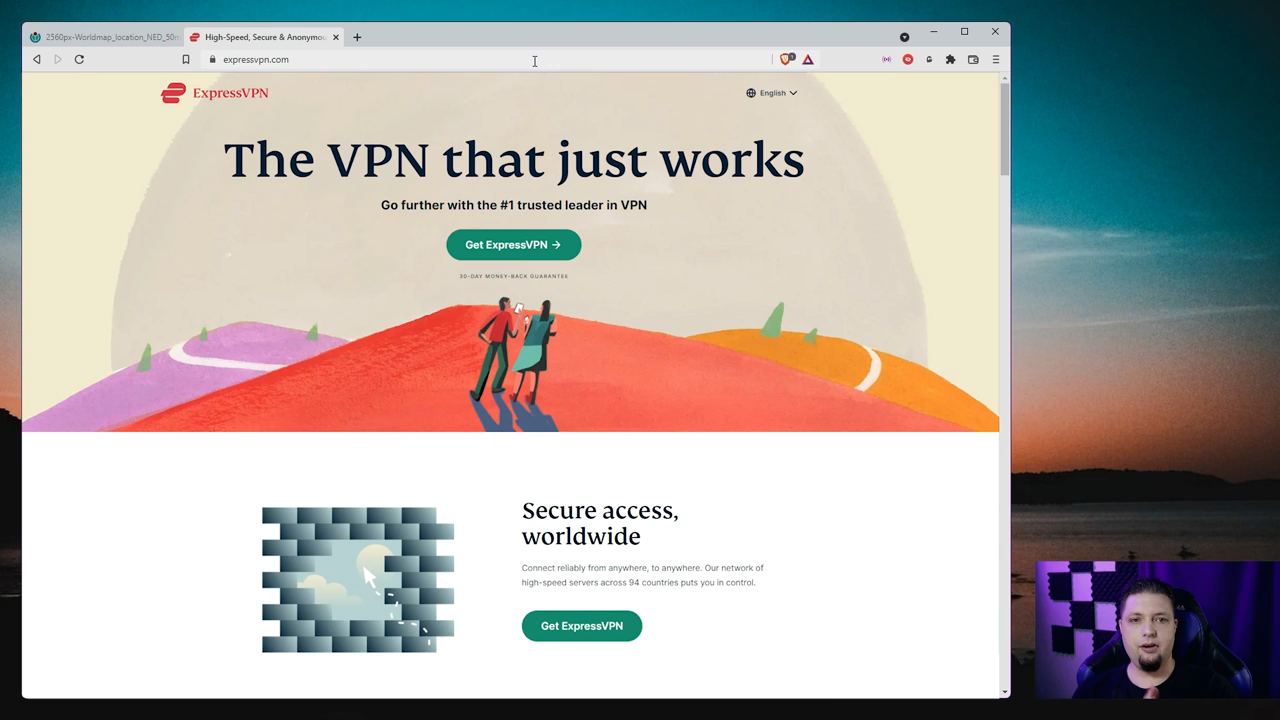 2560px-Worldmap_location_NED_50m
High-Speed, Secure & Anonymou
expressvpn.com
1
ExpressVPN
English
The VPN that just works
Go further with the #1 trusted leader in VPN
Get ExpressVPN →
30-DAY MONEY-BACK GUARANTEE
Secure access,
worldwide
Connect reliably from anywhere, to anywhere. Our network of
high-speed servers across 94 countries puts you in control.
Get ExpressVPN